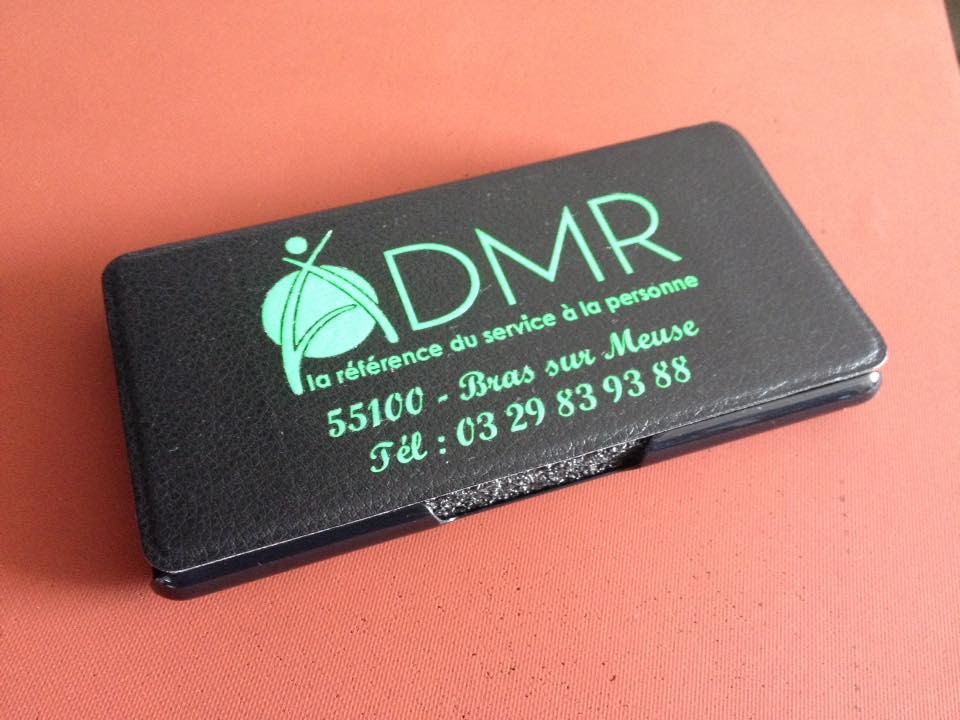 ADMR
la référence du service à la personne
55100 - Bras sur Meuse
Tél : 03 29 83 93 88